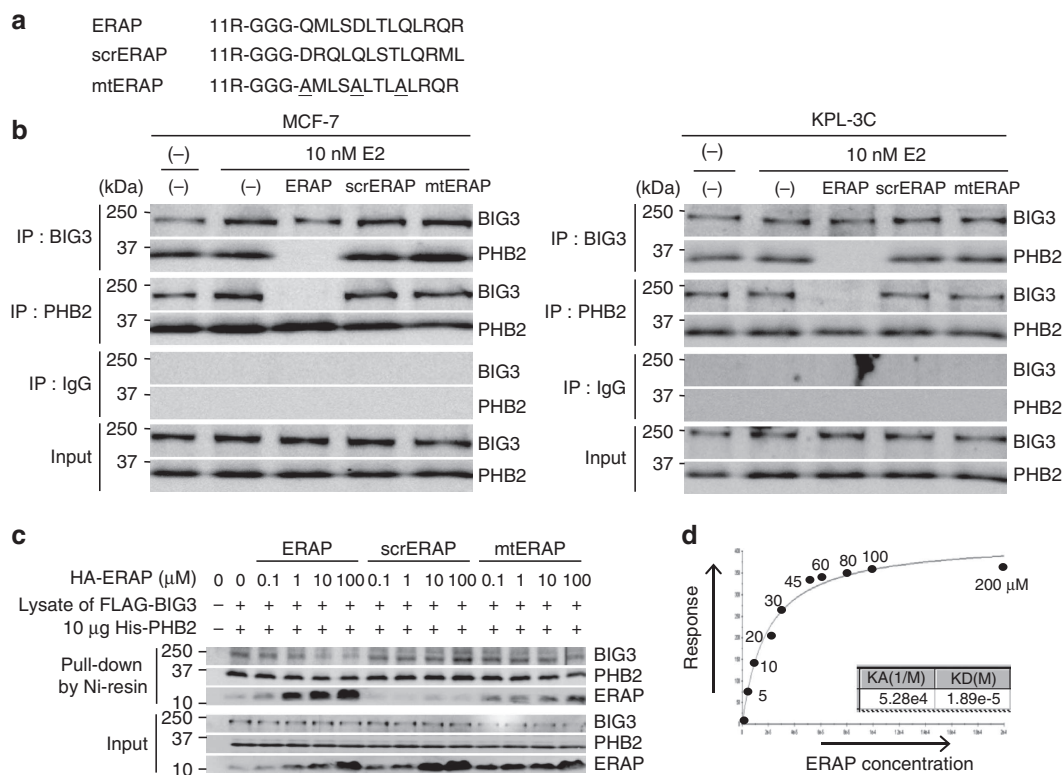 a
ERAP 11R-GGG-QMLSDLTLQLRQR
scrERAP 11R-GGG-DRQLQLSTLQRML
mtERAP 11R-GGG-AMLSALTLALRQR
b
MCF-7
(–) 10 nM E2
(kDa) (–) (–) ERAP scrERAP mtERAP
IP : BIG3
250 BIG3
37 PHB2
IP : PHB2
250 BIG3
37 PHB2
IP : IgG
250 BIG3
37 PHB2
Input
250 BIG3
37 PHB2
KPL-3C
(–) 10 nM E2
(kDa) (–) (–) ERAP scrERAP mtERAP
IP : BIG3
250 BIG3
37 PHB2
IP : PHB2
250 BIG3
37 PHB2
IP : IgG
250 BIG3
37 PHB2
Input
250 BIG3
37 PHB2
c
ERAP scrERAP mtERAP
HA-ERAP (μM) 0 0 0.1 1 10 100 0.1 1 10 100 0.1 1 10 100
Lysate of FLAG-BIG3 – + + + + + + + + + + + + +
10 μg His-PHB2 – + + + + + + + + + + + + +
Pull-down by Ni-resin
250 BIG3
37 PHB2
10 ERAP
Input
250 BIG3
37 PHB2
10 ERAP
d
Response
5
10
20
30
45
60
80
100
200 μM
KA(1/M) KD(M)
5.28e4 1.89e-5
ERAP concentration